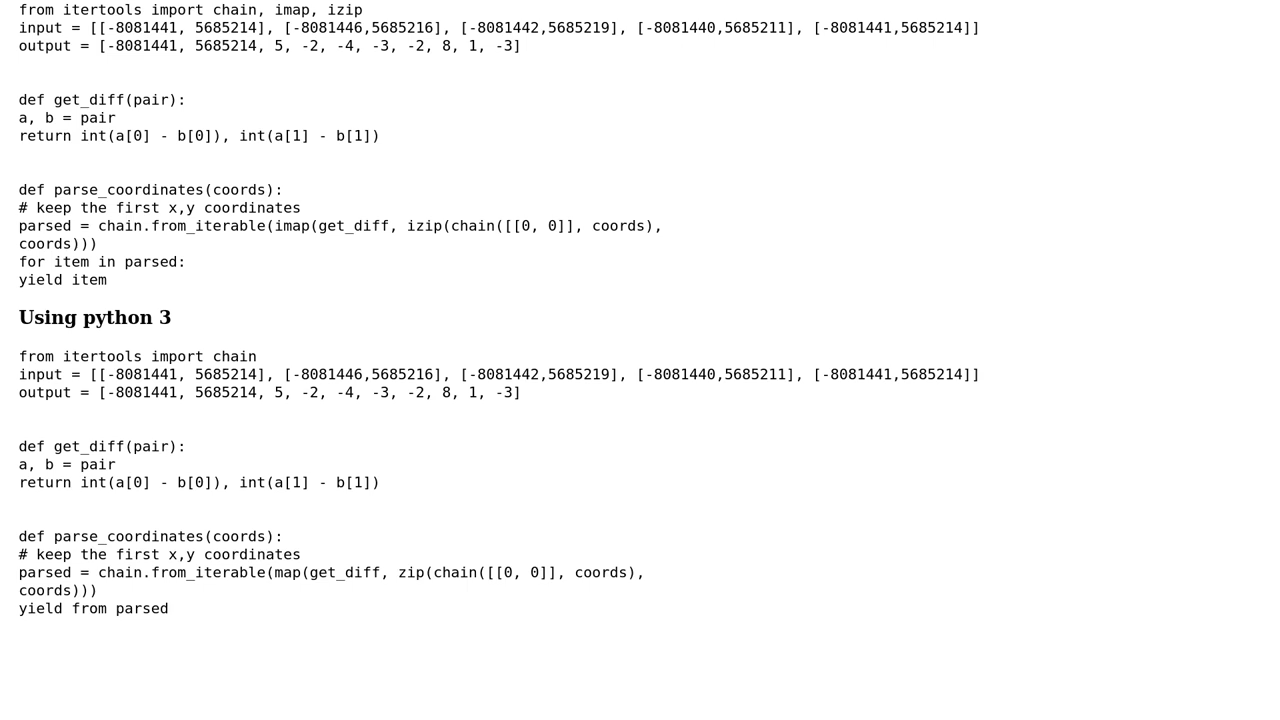 from itertools import chain, imap, izip
input = [[-8081441, 5685214], [-8081446,5685216], [-8081442,5685219], [-8081440,5685211], [-8081441,5685214]]
output = [-8081441, 5685214, 5, -2, -4, -3, -2, 8, 1, -3]
def get_diff(pair):
a, b = pair
return int(a[0] - b[0]), int(a[1] - b[1])
def parse_coordinates(coords):
# keep the first x,y coordinates
parsed = chain.from_iterable(imap(get_diff, izip(chain([[0, 0]], coords),
coords)))
for item in parsed:
yield item
Using python 3
from itertools import chain
input = [[-8081441, 5685214], [-8081446,5685216], [-8081442,5685219], [-8081440,5685211], [-8081441,5685214]]
output = [-8081441, 5685214, 5, -2, -4, -3, -2, 8, 1, -3]
def get_diff(pair):
a, b = pair
return int(a[0] - b[0]), int(a[1] - b[1])
def parse_coordinates(coords):
# keep the first x,y coordinates
parsed = chain.from_iterable(map(get_diff, zip(chain([[0, 0]], coords),
coords)))
yield from parsed